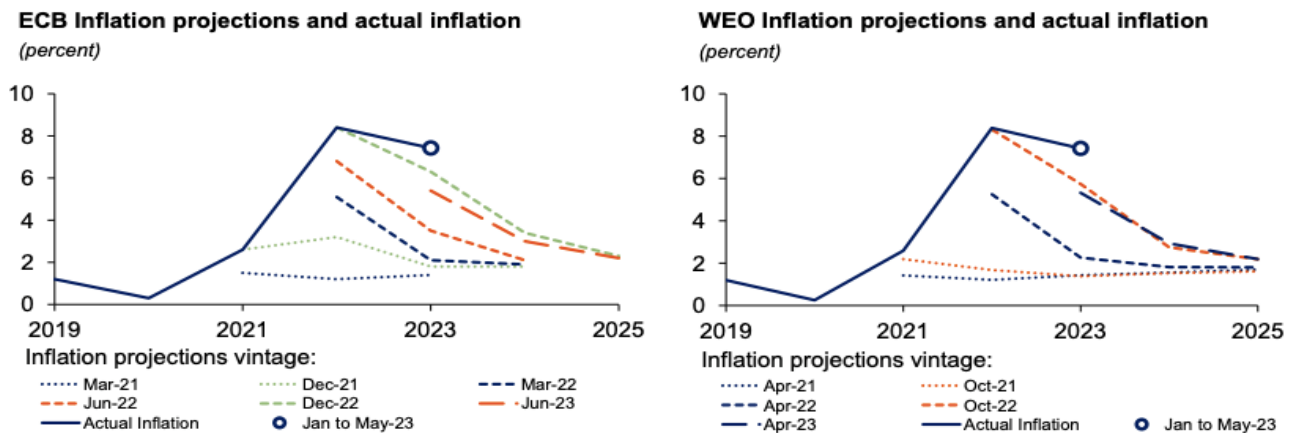 ECB Inflation projections and actual inflation
(percent)
10
8
6
4
2
0
2019 2021 2023 2025
Inflation projections vintage:
Mar-21 Dec-21 Mar-22
Jun-22 Dec-22 Jun-23
Actual Inflation Jan to May-23
WEO Inflation projections and actual inflation
(percent)
10
8
6
4
2
0
2019 2021 2023 2025
Inflation projections vintage:
Apr-21 Oct-21
Apr-22 Oct-22
Apr-23 Actual Inflation Jan to May-23